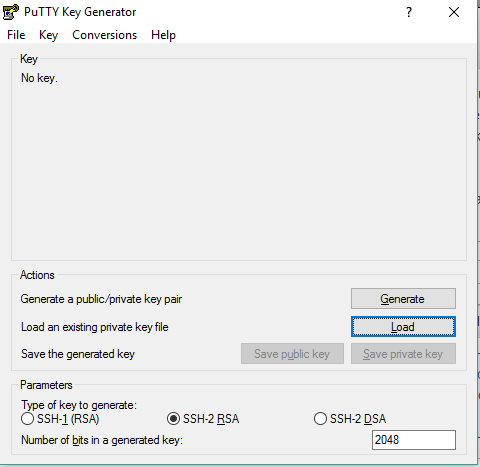 PuTTY Key Generator
File Key Conversions Help
Key
No key.
Actions
Generate a public/private key pair Generate
Load an existing private key file Load
Save the generated key Save public key Save private key
Parameters
Type of key to generate:
SSH-1 (RSA) SSH-2 RSA SSH-2 DSA
Number of bits in a generated key: 2048